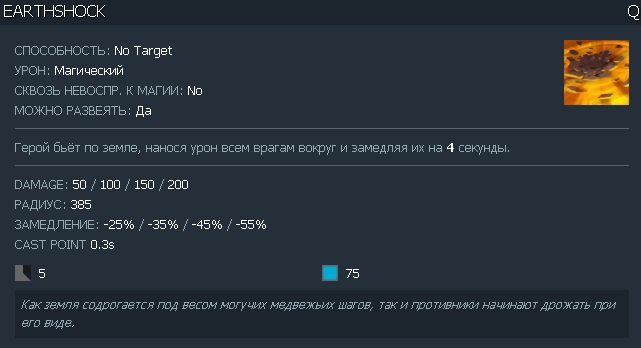 EARTHSHOCK Q
СПОСОБНОСТЬ: No Target
УРОН: Магический
СКВОЗЬ НЕВОСПР. К МАГИИ: No
МОЖНО РАЗВЕЯТЬ: Да
Герой бьёт по земле, нанося урон всем врагам вокруг и замедляя их на 4 секунды.
DAMAGE: 50 / 100 / 150 / 200
РАДИУС: 385
ЗАМЕДЛЕНИЕ: -25% / -35% / -45% / -55%
CAST POINT 0.3s
5 75
Как земля содрогается под весом могучих медвежьих шагов, так и противники начинают дрожать при
его виде.